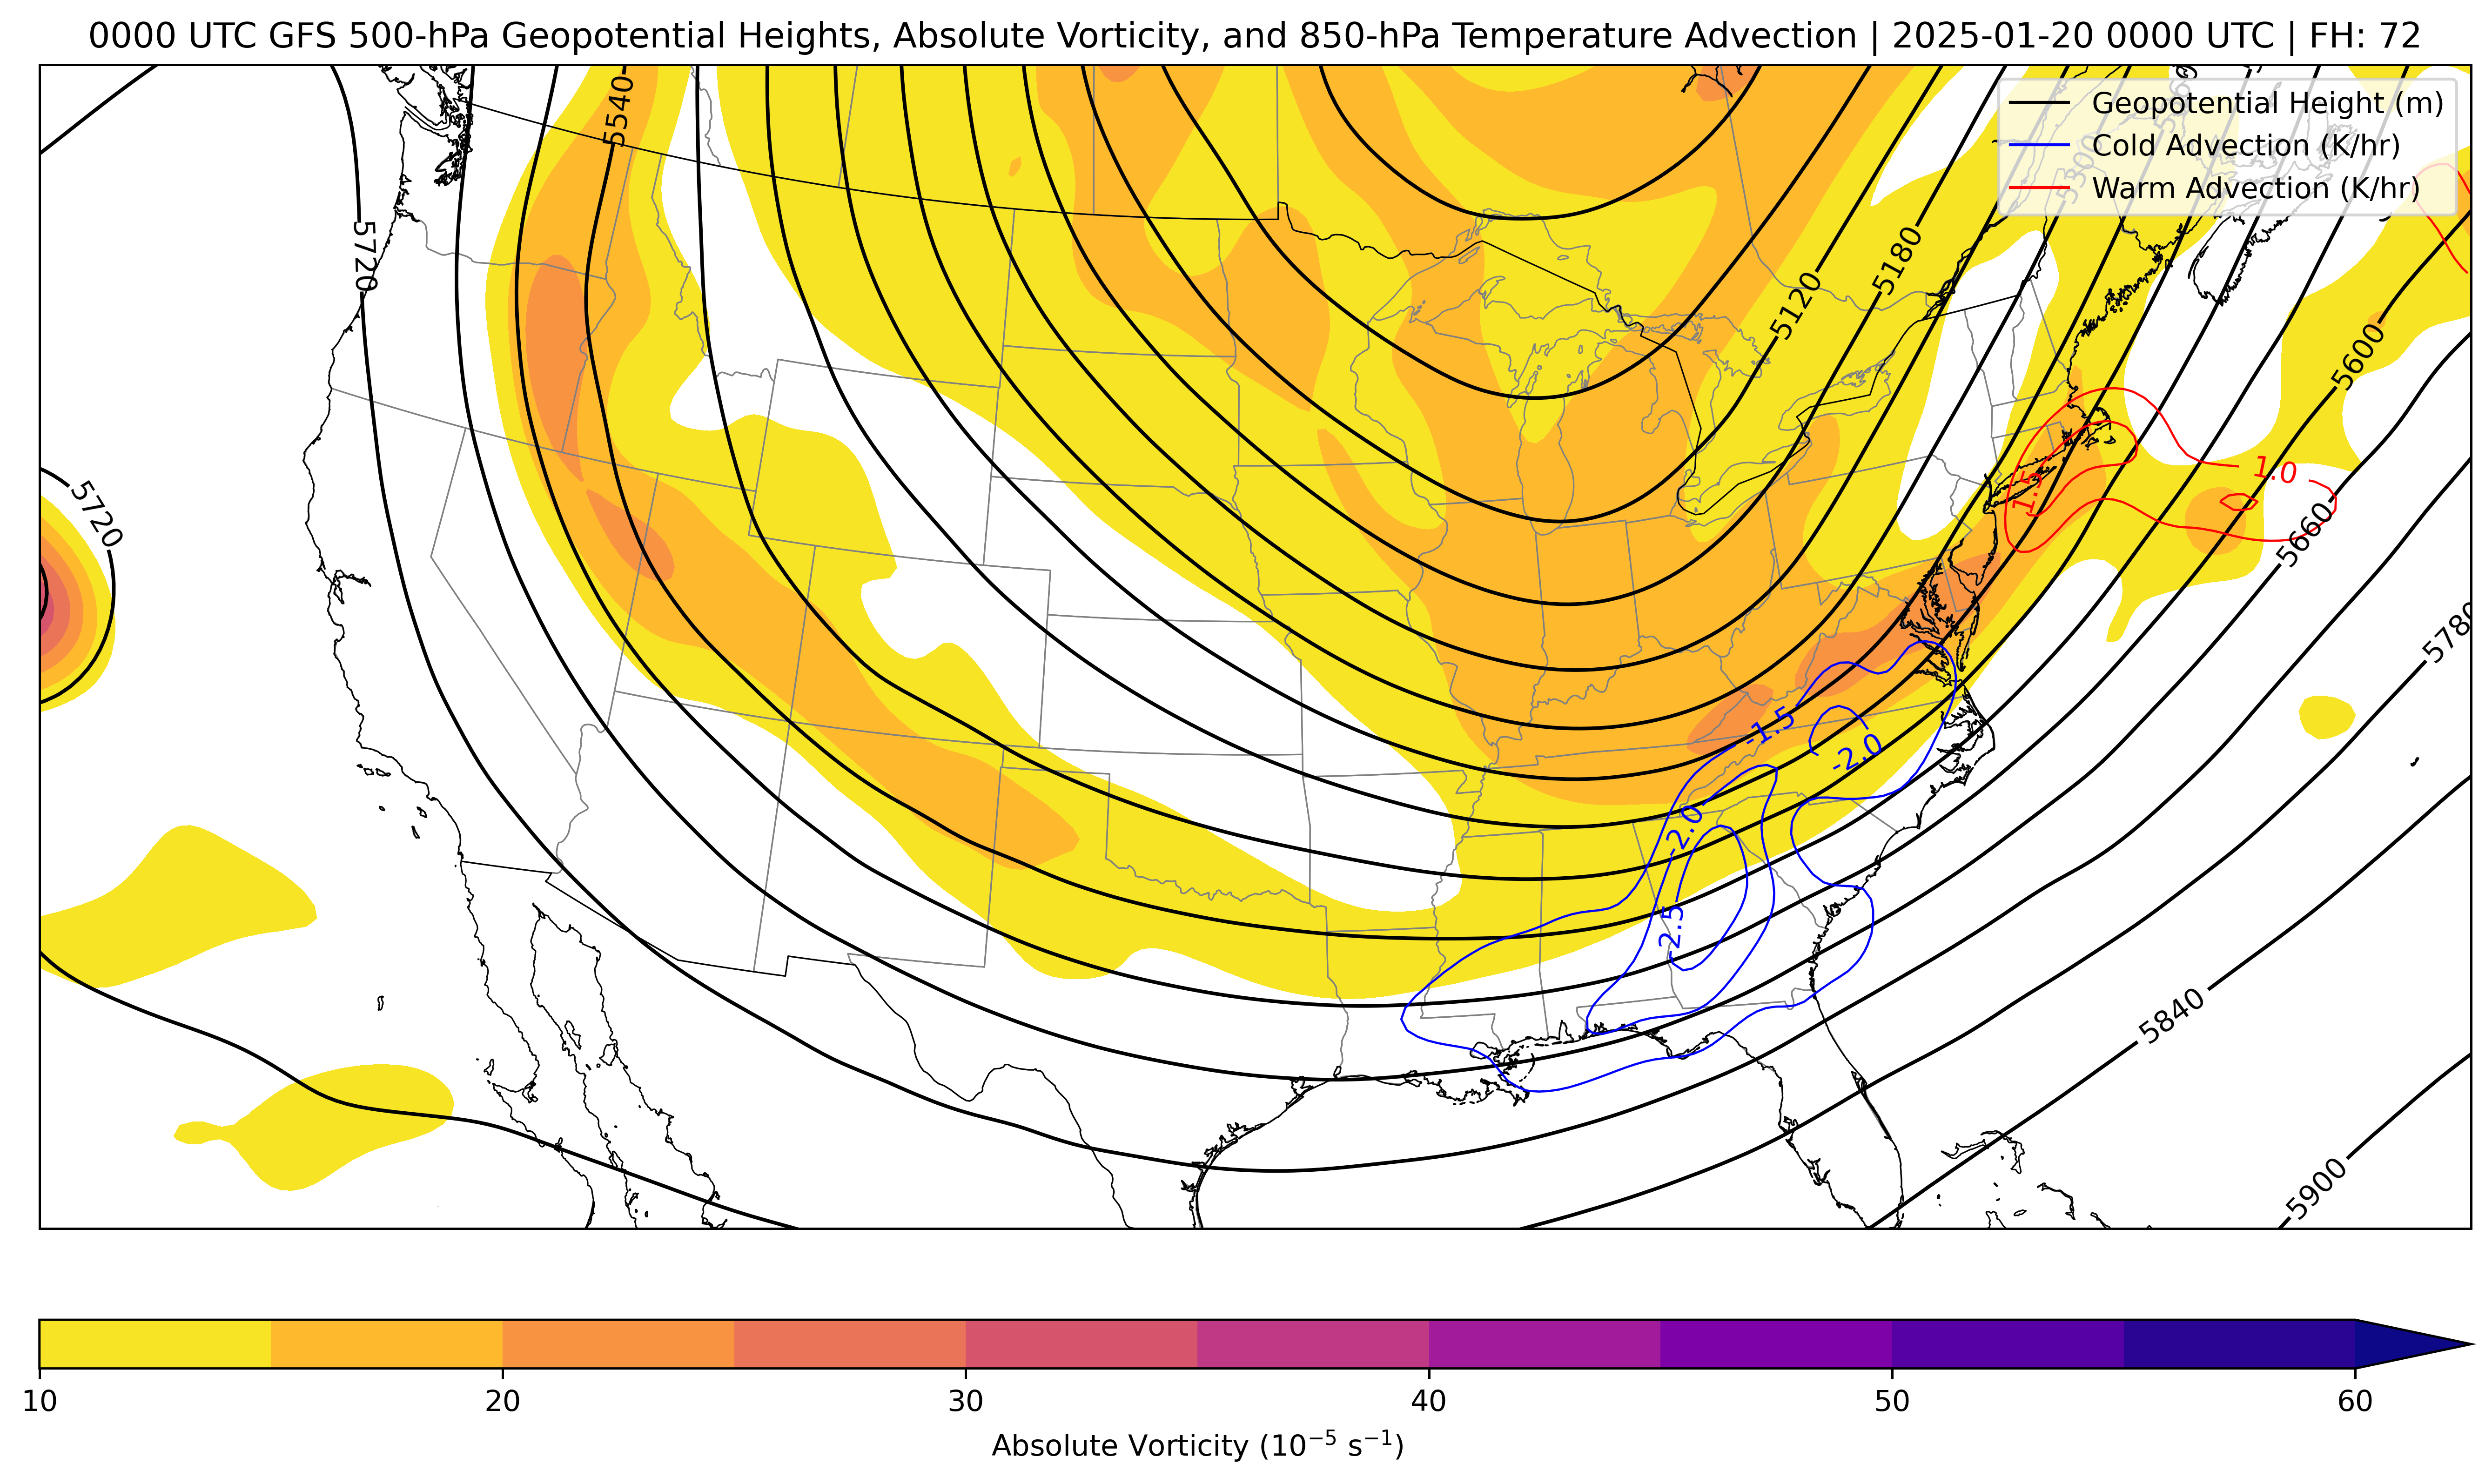 0000 UTC GFS 500-hPa Geopotential Heights, Absolute Vorticity, and 850-hPa Temperature Advection | 2025-01-20 0000 UTC | FH: 72
Geopotential Height (m)
Cold Advection (K/hr)
Warm Advection (K/hr)
5540
5720
5180
5120
5300
5600
5720
1.0
1.5
5660
5780
-1.5
-2.0
-2.0
-2.5
5840
5900
10 20 30 40 50 60
Absolute Vorticity (10⁻⁵ s⁻¹)